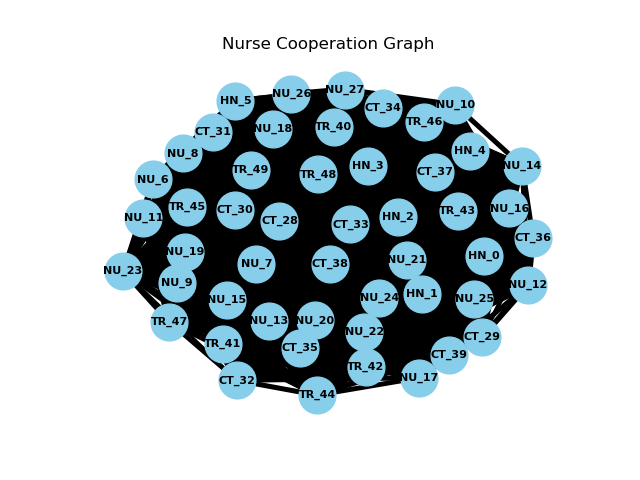 Nurse Cooperation Graph
NU_27
NU_26
HN_5
NU_10
CT_34
TR_46
TR_40
NU_18
CT_31
HN_4
NU_8
NU_14
HN_3
TR_49
CT_37
TR_48
NU_6
TR_45
NU_16
CT_30
TR_43
HN_2
NU_11
CT_28
CT_33
CT_36
NU_19
HN_0
NU_21
NU_7
CT_38
NU_23
NU_9
NU_12
HN_1
NU_24
NU_25
NU_15
NU_13
NU_20
TR_47
NU_22
CT_29
TR_41
CT_35
CT_39
TR_42
NU_17
CT_32
TR_44